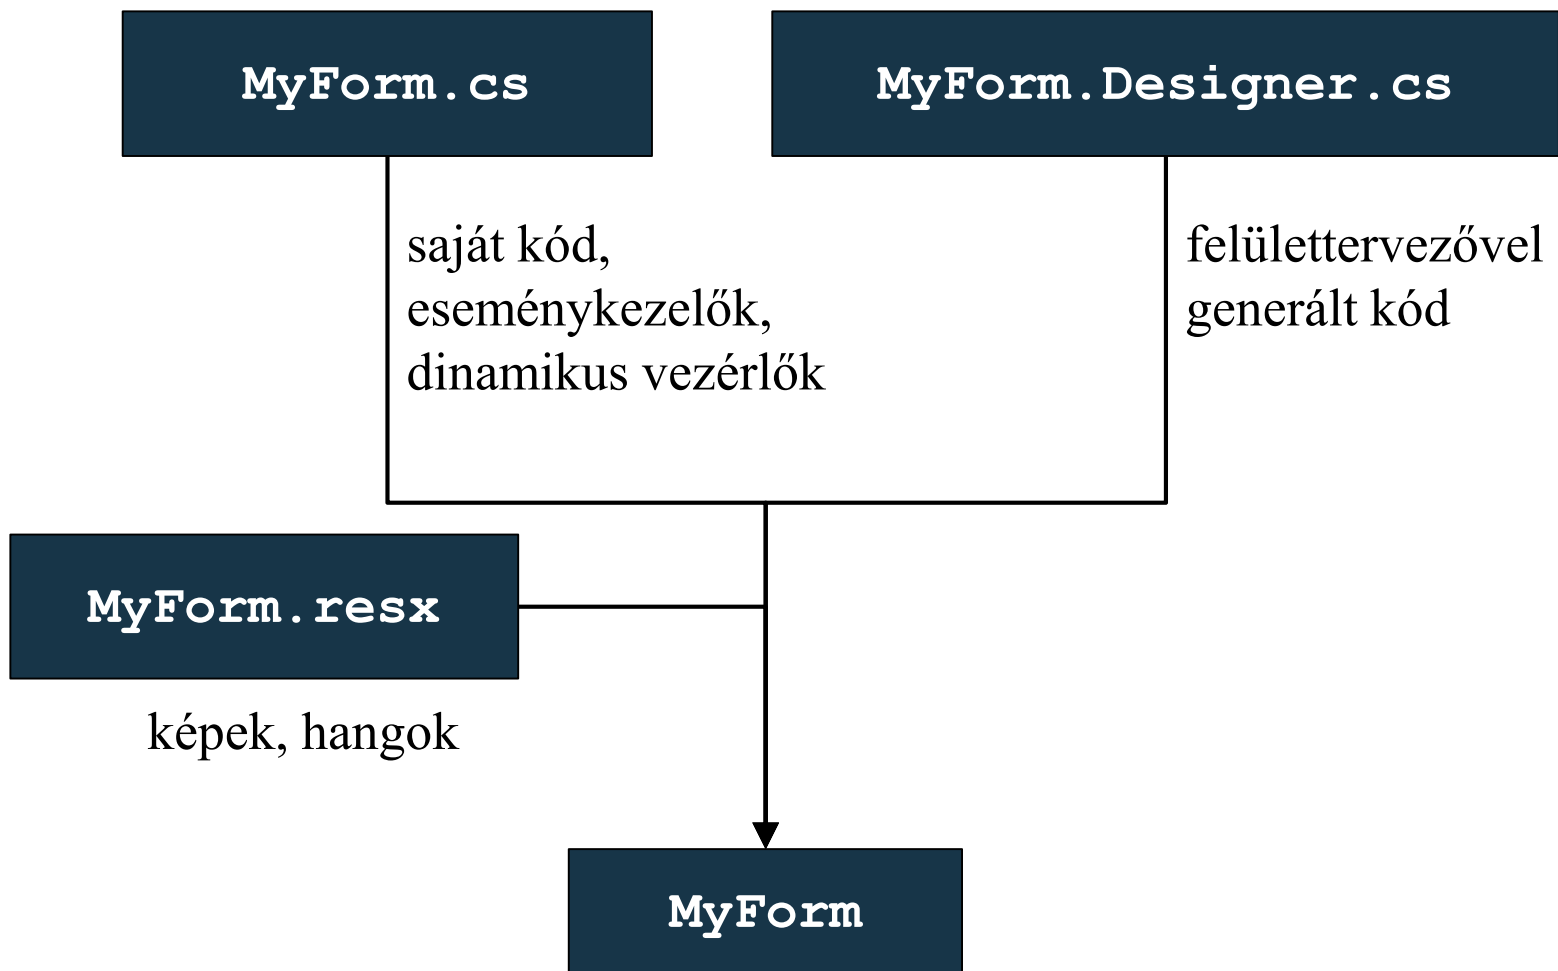 MyForm.cs
MyForm.Designer.cs
saját kód,
eseménykezelők,
dinamikus vezérlők
felülettervezővel
generált kód
MyForm.resx
képek, hangok
MyForm